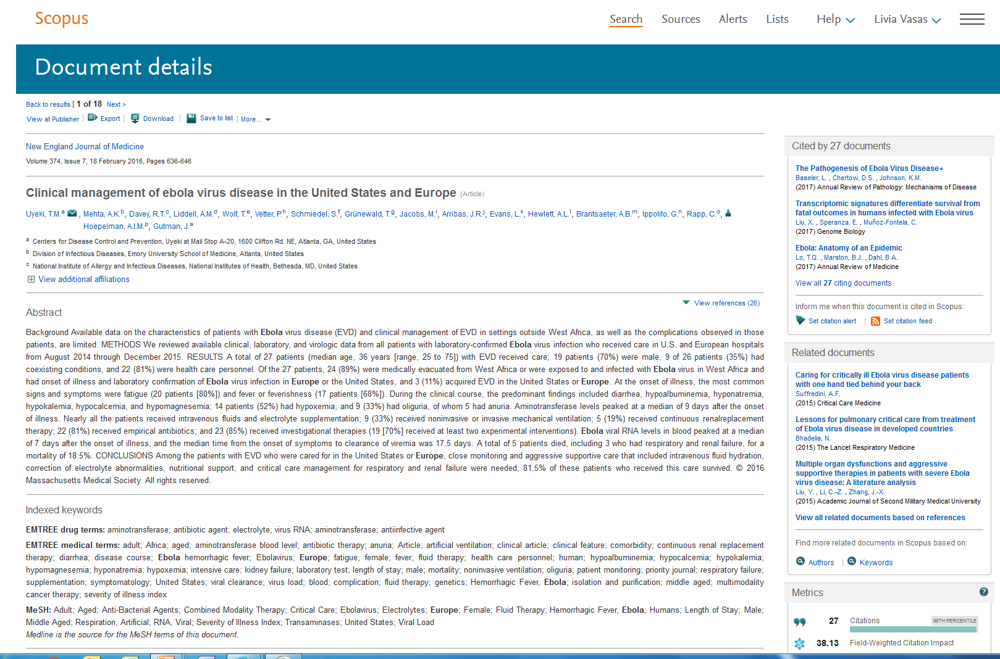 Scopus
Search Sources Alerts Lists Help Livia Vasas
Document details
Back to results | 1 of 18 Next >
View at Publisher | Export | Download | Save to list | More...
New England Journal of Medicine
Volume 374, Issue 7, 18 February 2016, Pages 636-646
Clinical management of ebola virus disease in the United States and Europe (Article)
Uyeki, T.M.a , Mehta, A.K.b, Davey, R.T.c, Liddell, A.M.d, Wolf, T.e, Vetter, P.h, Schmiedel, S.f, Grünewald, T.g, Jacobs, M.i, Arribas, J.R.j, Evans, L.k, Hewlett, A.L.l, Brantsaeter, A.B.m, Ippolito, G.n, Rapp, C.o,
Hoepelman, A.I.M.p, Gutman, J.a
a Centers for Disease Control and Prevention, Uyeki at Mail Stop A-20, 1600 Clifton Rd. NE, Atlanta, GA, United States
b Division of Infectious Diseases, Emory University School of Medicine, Atlanta, United States
c National Institute of Allergy and Infectious Diseases, National Institutes of Health, Bethesda, MD, United States
View additional affiliations
View references (26)
Abstract
Background Available data on the characteristics of patients with Ebola virus disease (EVD) and clinical management of EVD in settings outside West Africa, as well as the complications observed in those
patients, are limited. METHODS We reviewed available clinical, laboratory, and virologic data from all patients with laboratory-confirmed Ebola virus infection who received care in U.S. and European hospitals
from August 2014 through December 2015. RESULTS A total of 27 patients (median age, 36 years [range, 25 to 75]) with EVD received care; 19 patients (70%) were male, 9 of 26 patients (35%) had
coexisting conditions, and 22 (81%) were health care personnel. Of the 27 patients, 24 (89%) were medically evacuated from West Africa or were exposed to and infected with Ebola virus in West Africa and
had onset of illness and laboratory confirmation of Ebola virus infection in Europe or the United States, and 3 (11%) acquired EVD in the United States or Europe. At the onset of illness, the most common
signs and symptoms were fatigue (20 patients [80%]) and fever or feverishness (17 patients [68%]). During the clinical course, the predominant findings included diarrhea, hypoalbuminemia, hyponatremia,
hypokalemia, hypocalcemia, and hypomagnesemia; 14 patients (52%) had hypoxemia, and 9 (33%) had oliguria, of whom 5 had anuria. Aminotransferase levels peaked at a median of 9 days after the onset
of illness. Nearly all the patients received intravenous fluids and electrolyte supplementation; 9 (33%) received noninvasive or invasive mechanical ventilation; 5 (19%) received continuous renalreplacement
therapy; 22 (81%) received empirical antibiotics; and 23 (85%) received investigational therapies (19 [70%] received at least two experimental interventions). Ebola viral RNA levels in blood peaked at a median
of 7 days after the onset of illness, and the median time from the onset of symptoms to clearance of viremia was 17.5 days. A total of 5 patients died, including 3 who had respiratory and renal failure, for a
mortality of 18.5%. CONCLUSIONS Among the patients with EVD who were cared for in the United States or Europe, close monitoring and aggressive supportive care that included intravenous fluid hydration,
correction of electrolyte abnormalities, nutritional support, and critical care management for respiratory and renal failure were needed; 81.5% of these patients who received this care survived. © 2016
Massachusetts Medical Society. All rights reserved.
Indexed keywords
EMTREE drug terms: aminotransferase; antibiotic agent; electrolyte; virus RNA; aminotransferase; antiinfective agent
EMTREE medical terms: adult; Africa; aged; aminotransferase blood level; antibiotic therapy; anuria; Article; artificial ventilation; clinical article; clinical feature; comorbidity; continuous renal replacement
therapy; diarrhea; disease course; Ebola hemorrhagic fever; Ebolavirus; Europe; fatigue; female; fever; fluid therapy; health care personnel; human; hypoalbuminemia; hypocalcemia; hypokalemia;
hypomagnesemia; hyponatremia; hypoxemia; intensive care; kidney failure; laboratory test; length of stay; male; mortality; noninvasive ventilation; oliguria; patient monitoring; priority journal; respiratory failure;
supplementation; symptomatology; United States; viral clearance; virus load; blood; complication; fluid therapy; genetics; Hemorrhagic Fever, Ebola; isolation and purification; middle aged; multimodality
cancer therapy; severity of illness index
MeSH: Adult; Aged; Anti-Bacterial Agents; Combined Modality Therapy; Critical Care; Ebolavirus; Electrolytes; Europe; Female; Fluid Therapy; Hemorrhagic Fever, Ebola; Humans; Length of Stay; Male;
Middle Aged; Respiration, Artificial; RNA, Viral; Severity of Illness Index; Transaminases; United States; Viral Load
Medline is the source for the MeSH terms of this document.
Cited by 27 documents
The Pathogenesis of Ebola Virus Disease
Baseler, L. , Chertow, D.S. , Johnson, K.M.
(2017) Annual Review of Pathology: Mechanisms of Disease
Transcriptomic signatures differentiate survival from
fatal outcomes in humans infected with Ebola virus
Liu, X. , Speranza, E. , Muñoz-Fontela, C.
(2017) Genome Biology
Ebola: Anatomy of an Epidemic
Lo, T.Q. , Marston, B.J. , Dahl, B.A.
(2017) Annual Review of Medicine
View all 27 citing documents
Inform me when this document is cited in Scopus:
Set citation alert | Set citation feed
Related documents
Caring for critically ill Ebola virus disease patients
with one hand tied behind your back
Suffredini, A.F.
(2015) Critical Care Medicine
Lessons for pulmonary critical care from treatment
of Ebola virus disease in developed countries
Bhadelia, N.
(2015) The Lancet Respiratory Medicine
Multiple organ dysfunctions and aggressive
supportive therapies in patients with severe Ebola
virus disease: A literature analysis
Liu, Y. , Li, C.-Z. , Zhang, J.-X.
(2015) Academic Journal of Second Military Medical University
View all related documents based on references
Find more related documents in Scopus based on:
Authors | Keywords
Metrics ?
27 Citations 99TH PERCENTILE
38.13 Field-Weighted Citation Impact